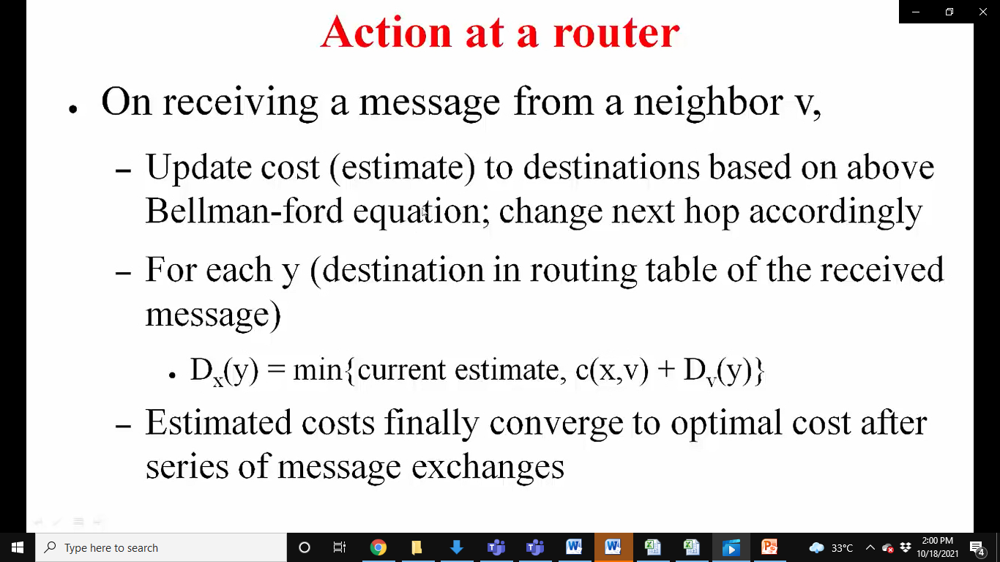 Action at a router
• On receiving a message from a neighbor v,
– Update cost (estimate) to destinations based on above
Bellman-ford equation; change next hop accordingly
– For each y (destination in routing table of the received
message)
• Dx(y) = min{current estimate, c(x,v) + Dv(y)}
– Estimated costs finally converge to optimal cost after
series of message exchanges
Type here to search
33°C
2:00 PM
10/18/2021
4